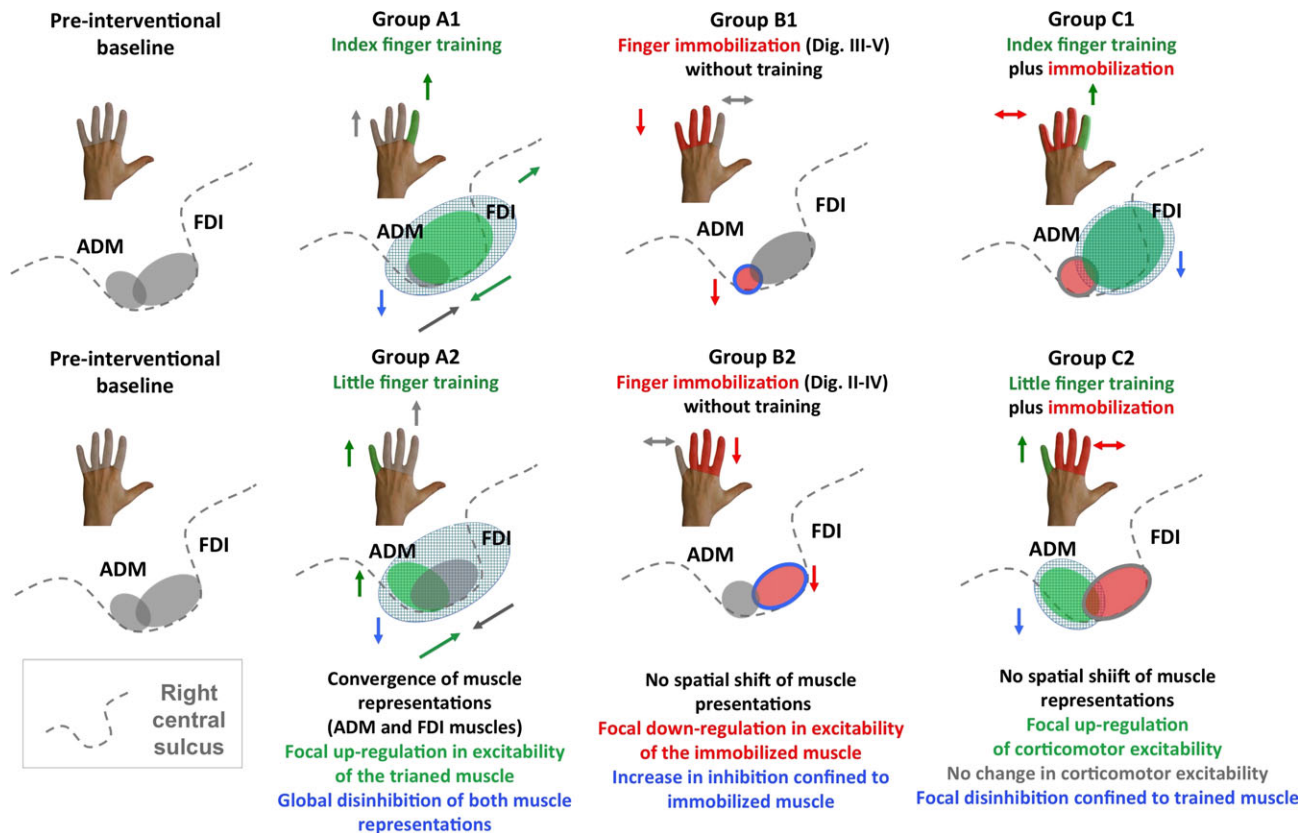 Pre-interventional
baseline
Group A1
Index finger training
Group B1
Finger immobilization (Dig. III-V)
without training
Group C1
Index finger training
plus immobilization
ADM
FDI
ADM
FDI
ADM
FDI
ADM
FDI
Pre-interventional
baseline
Group A2
Little finger training
Group B2
Finger immobilization (Dig. II-IV)
without training
Group C2
Little finger training
plus immobilization
ADM
FDI
ADM
FDI
ADM
FDI
ADM
FDI
Right
central
sulcus
Convergence of muscle
representations
(ADM and FDI muscles)
Focal up-regulation in excitability
of the trianed muscle
Global disinhibition of both muscle
representations
No spatial shift of muscle
presentations
Focal down-regulation in excitability
of the immobilized muscle
Increase in inhibition confined to
immobilized muscle
No spatial shiift of muscle
representations
Focal up-regulation
of corticomotor excitability
No change in corticomotor excitability
Focal disinhibition confined to trained muscle